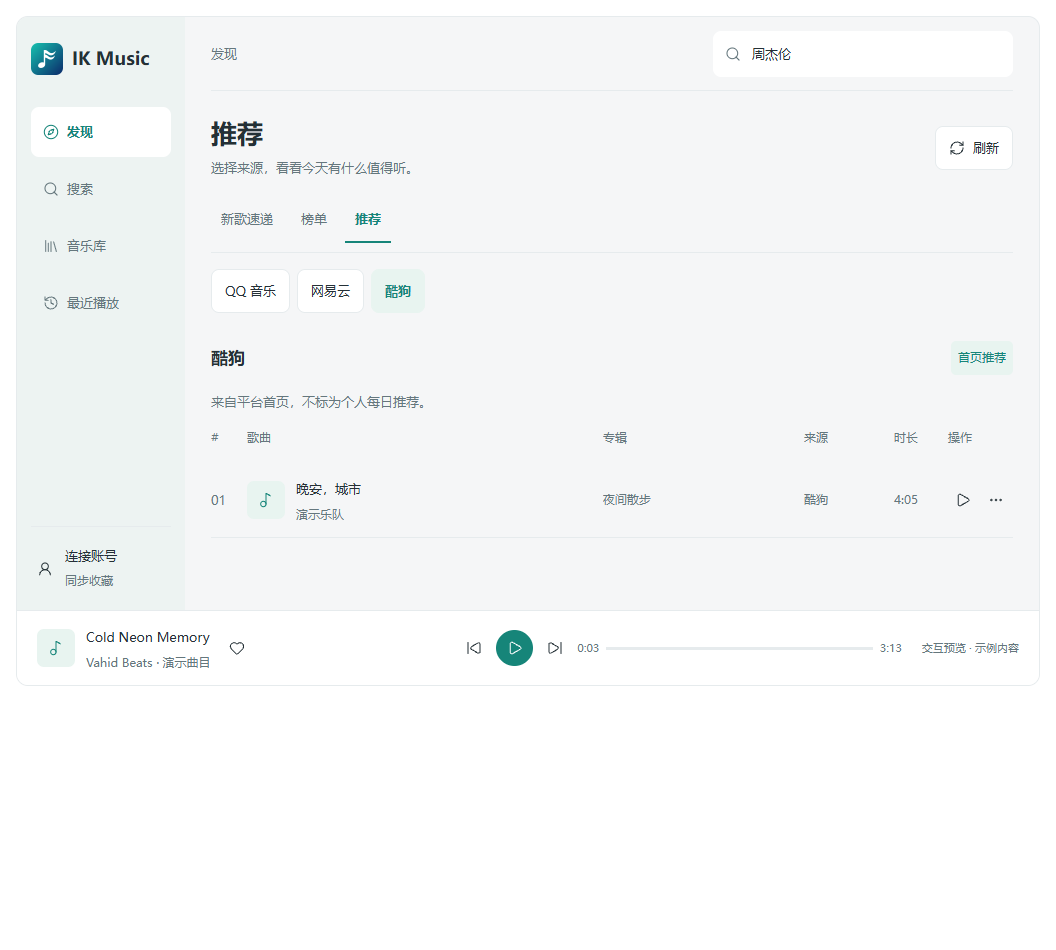 IK Music
发现
搜索
音乐库
最近播放
连接账号
同步收藏
发现
周杰伦
推荐
选择来源，看看今天有什么值得听。
刷新
新歌速递 榜单 推荐
QQ 音乐 网易云 酷狗
酷狗
首页推荐
来自平台首页，不标为个人每日推荐。
# 歌曲 专辑 来源 时长 操作
01 晚安，城市 夜间散步 酷狗 4:05
演示乐队
Cold Neon Memory
Vahid Beats · 演示曲目
0:03 3:13 交互预览 · 示例内容